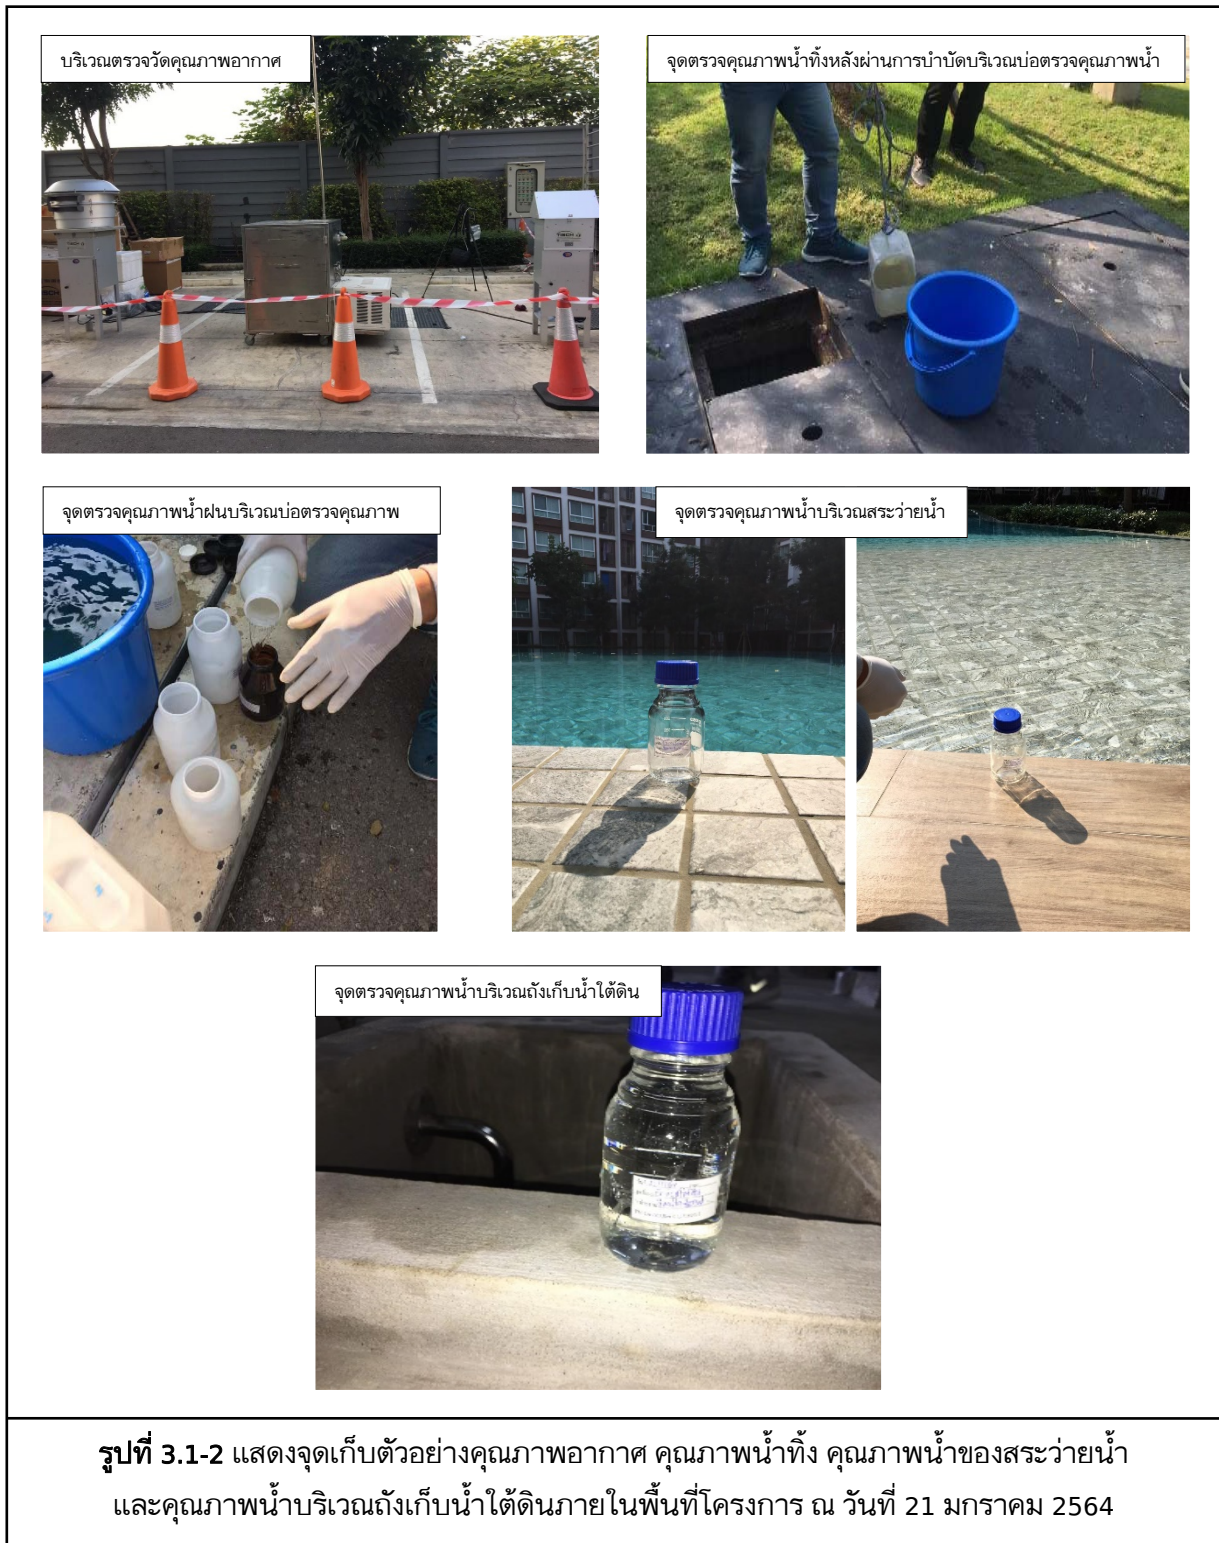 บริเวณตรวจวัดคุณภาพอากาศ
จุดตรวจคุณภาพน้ำทิ้งหลังผ่านการบำบัดบริเวณบ่อตรวจคุณภาพน้ำ
จุดตรวจคุณภาพน้ำฝนบริเวณบ่อตรวจคุณภาพ
จุดตรวจคุณภาพน้ำบริเวณสระว่ายน้ำ
จุดตรวจคุณภาพน้ำบริเวณถังเก็บน้ำใต้ดิน
รูปที่ 3.1-2 แสดงจุดเก็บตัวอย่างคุณภาพอากาศ คุณภาพน้ำทิ้ง คุณภาพน้ำของสระว่ายน้ำ
และคุณภาพน้ำบริเวณถังเก็บน้ำใต้ดินภายในพื้นที่โครงการ ณ วันที่ 21 มกราคม 2564